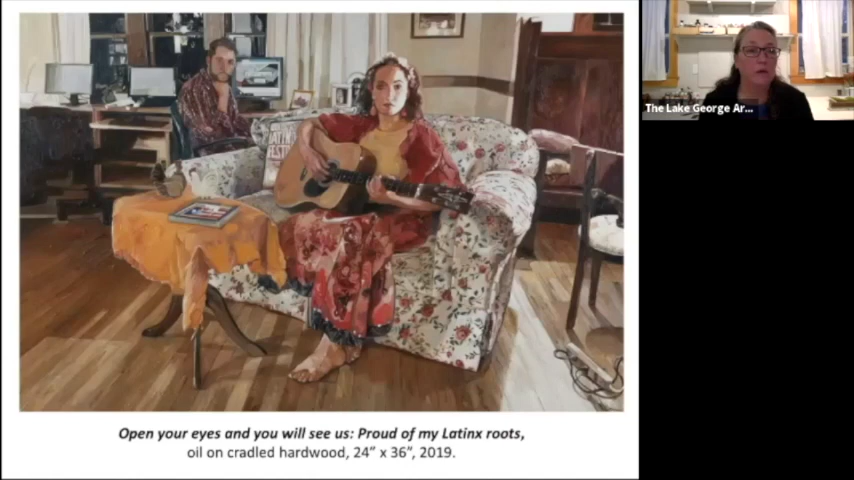 Open your eyes and you will see us: Proud of my Latinx roots,
oil on cradled hardwood, 24” x 36”, 2019.
The Lake George Ar...